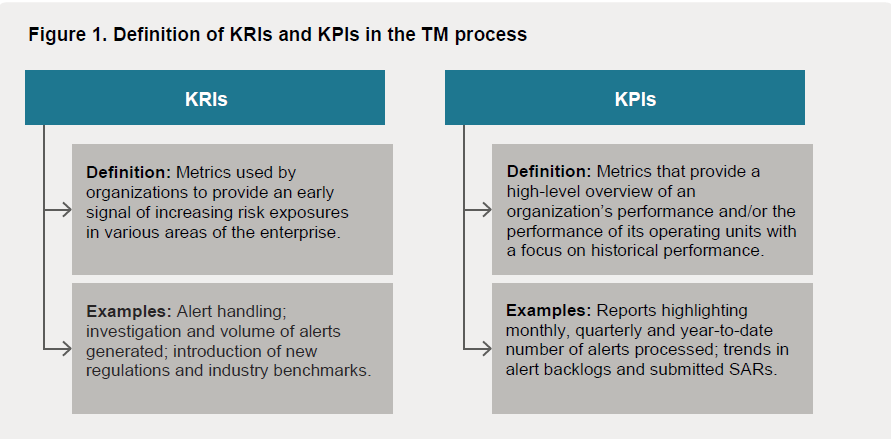 Figure 1. Definition of KRIs and KPIs in the TM process
KRIs
Definition: Metrics used by
organizations to provide an early
signal of increasing risk exposures
in various areas of the enterprise.
Examples: Alert handling;
investigation and volume of alerts
generated; introduction of new
regulations and industry benchmarks.
KPIs
Definition: Metrics that provide a
high-level overview of an
organization’s performance and/or the
performance of its operating units with
a focus on historical performance.
Examples: Reports highlighting
monthly, quarterly and year-to-date
number of alerts processed; trends in
alert backlogs and submitted SARs.